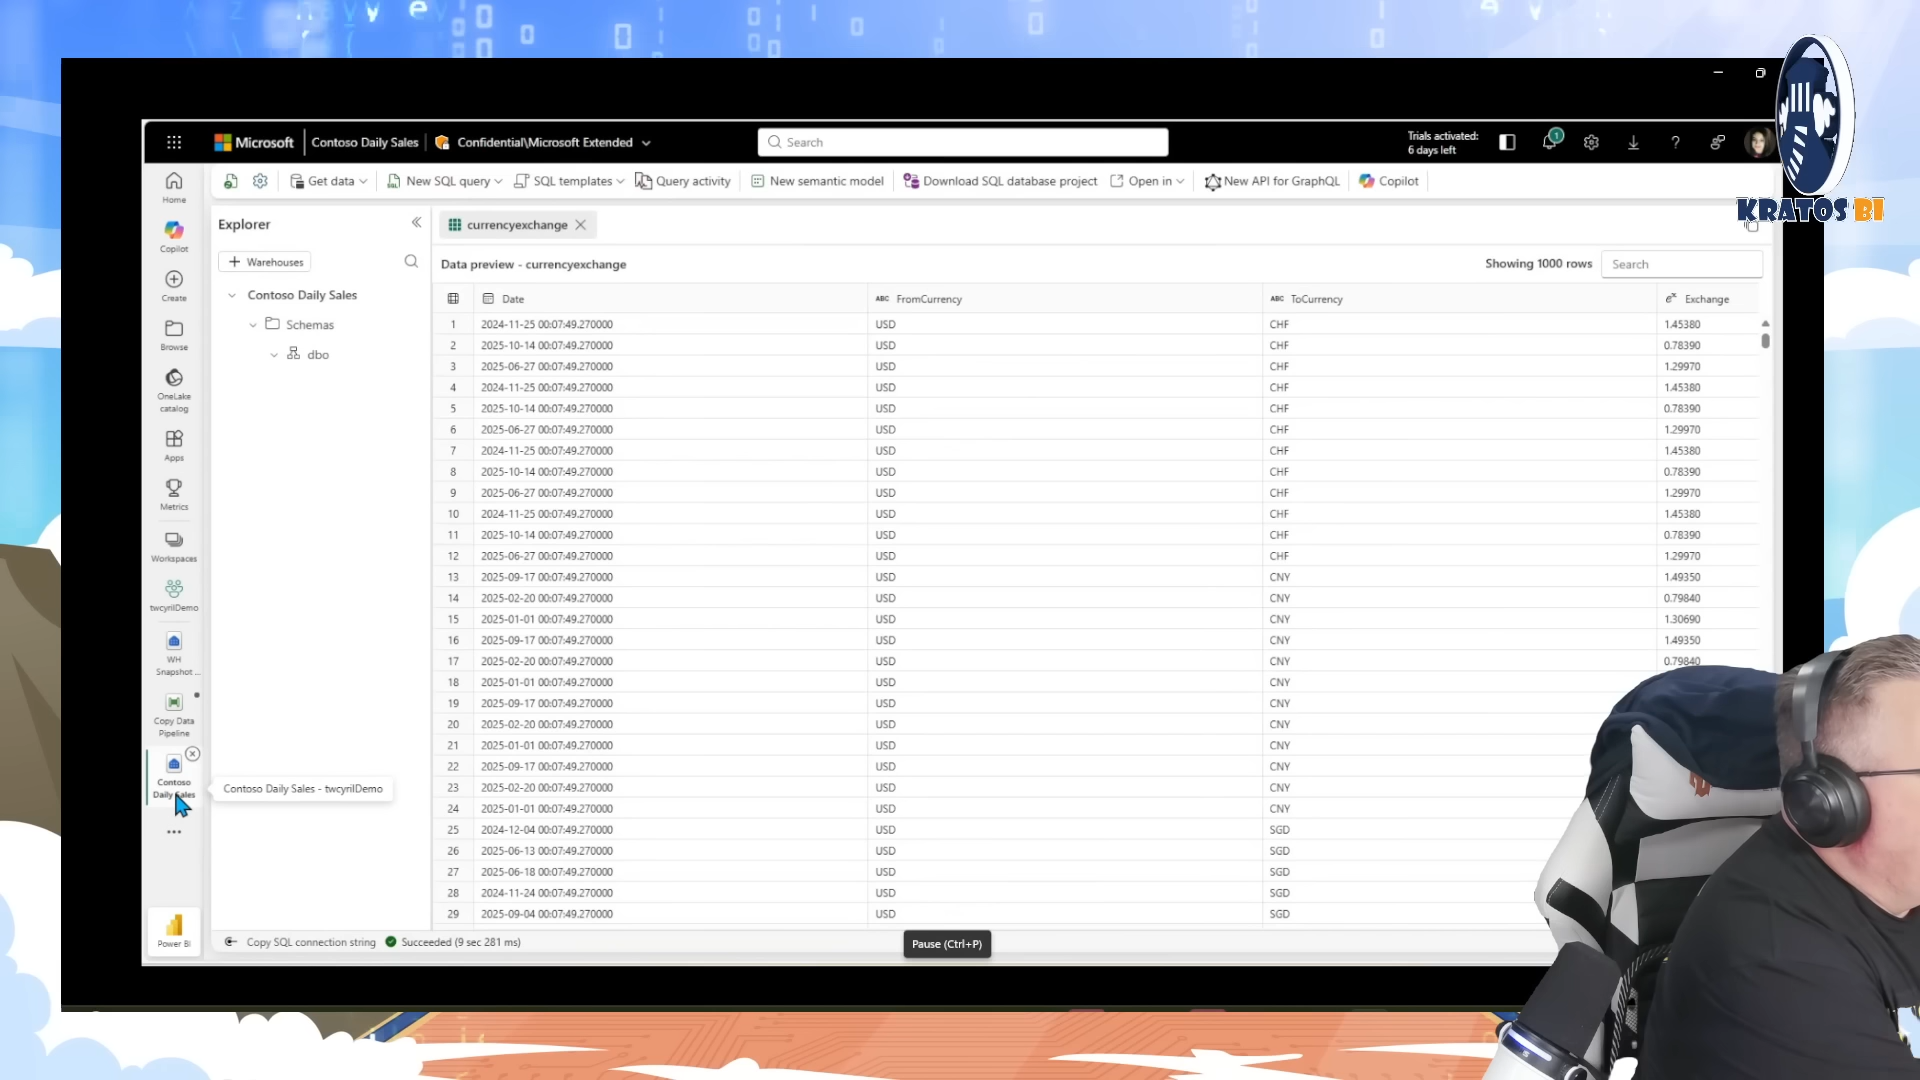 Microsoft
Contoso Daily Sales
Confidential\Microsoft Extended
Search
Trials activated:
6 days left
1
KRATOS BI
Get data
New SQL query
SQL templates
Query activity
New semantic model
Download SQL database project
Open in
New API for GraphQL
Copilot
Home
Copilot
Create
Browse
OneLake
catalog
Apps
Metrics
Workspaces
twcyrilDemo
WH
Snapshot ...
Copy Data
Pipeline
Contoso
Daily Sales
Power BI
Explorer
Warehouses
Contoso Daily Sales
Schemas
dbo
Contoso Daily Sales - twcyrilDemo
currencyexchange
Data preview - currencyexchange
Showing 1000 rows
Search
Date ABC FromCurrency ABC ToCurrency Exchange
1 2024-11-25 00:07:49.270000 USD CHF 1.45380
2 2025-10-14 00:07:49.270000 USD CHF 0.78390
3 2025-06-27 00:07:49.270000 USD CHF 1.29970
4 2024-11-25 00:07:49.270000 USD CHF 1.45380
5 2025-10-14 00:07:49.270000 USD CHF 0.78390
6 2025-06-27 00:07:49.270000 USD CHF 1.29970
7 2024-11-25 00:07:49.270000 USD CHF 1.45380
8 2025-10-14 00:07:49.270000 USD CHF 0.78390
9 2025-06-27 00:07:49.270000 USD CHF 1.29970
10 2024-11-25 00:07:49.270000 USD CHF 1.45380
11 2025-10-14 00:07:49.270000 USD CHF 0.78390
12 2025-06-27 00:07:49.270000 USD CHF 1.29970
13 2025-09-17 00:07:49.270000 USD CNY 1.49350
14 2025-02-20 00:07:49.270000 USD CNY 0.79840
15 2025-01-01 00:07:49.270000 USD CNY 1.30690
16 2025-09-17 00:07:49.270000 USD CNY 1.49350
17 2025-02-20 00:07:49.270000 USD CNY 0.79840
18 2025-01-01 00:07:49.270000 USD CNY
19 2025-09-17 00:07:49.270000 USD CNY
20 2025-02-20 00:07:49.270000 USD CNY
21 2025-01-01 00:07:49.270000 USD CNY
22 2025-09-17 00:07:49.270000 USD CNY
23 2025-02-20 00:07:49.270000 USD CNY
24 2025-01-01 00:07:49.270000 USD CNY
25 2024-12-04 00:07:49.270000 USD SGD
26 2025-06-13 00:07:49.270000 USD SGD
27 2025-06-18 00:07:49.270000 USD SGD
28 2024-11-24 00:07:49.270000 USD SGD
29 2025-09-04 00:07:49.270000 USD SGD
Copy SQL connection string
Succeeded (9 sec 281 ms)
Pause (Ctrl+P)